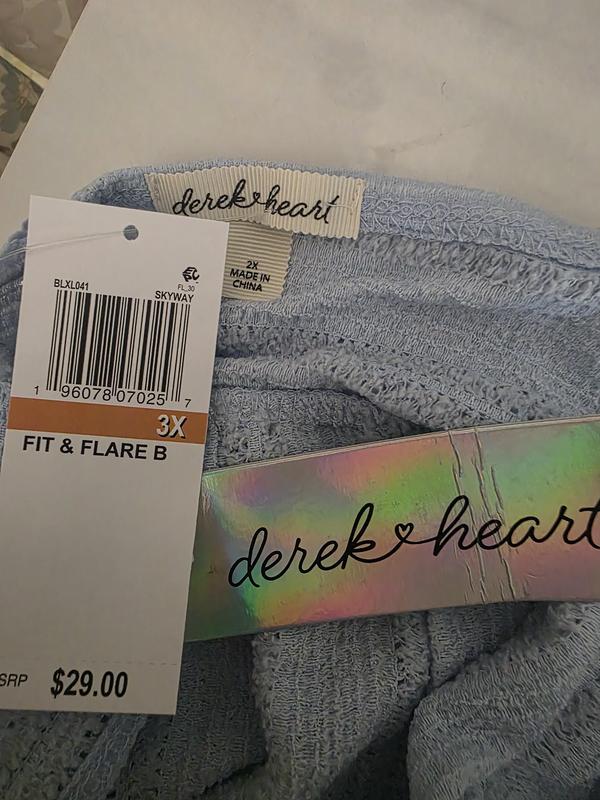 derek heart
2X
MADE IN
CHINA
FL_30
BLXL041
SKYWAY
1 96078 07025 7
3X
FIT & FLARE B
SRP $29.00
derek heart